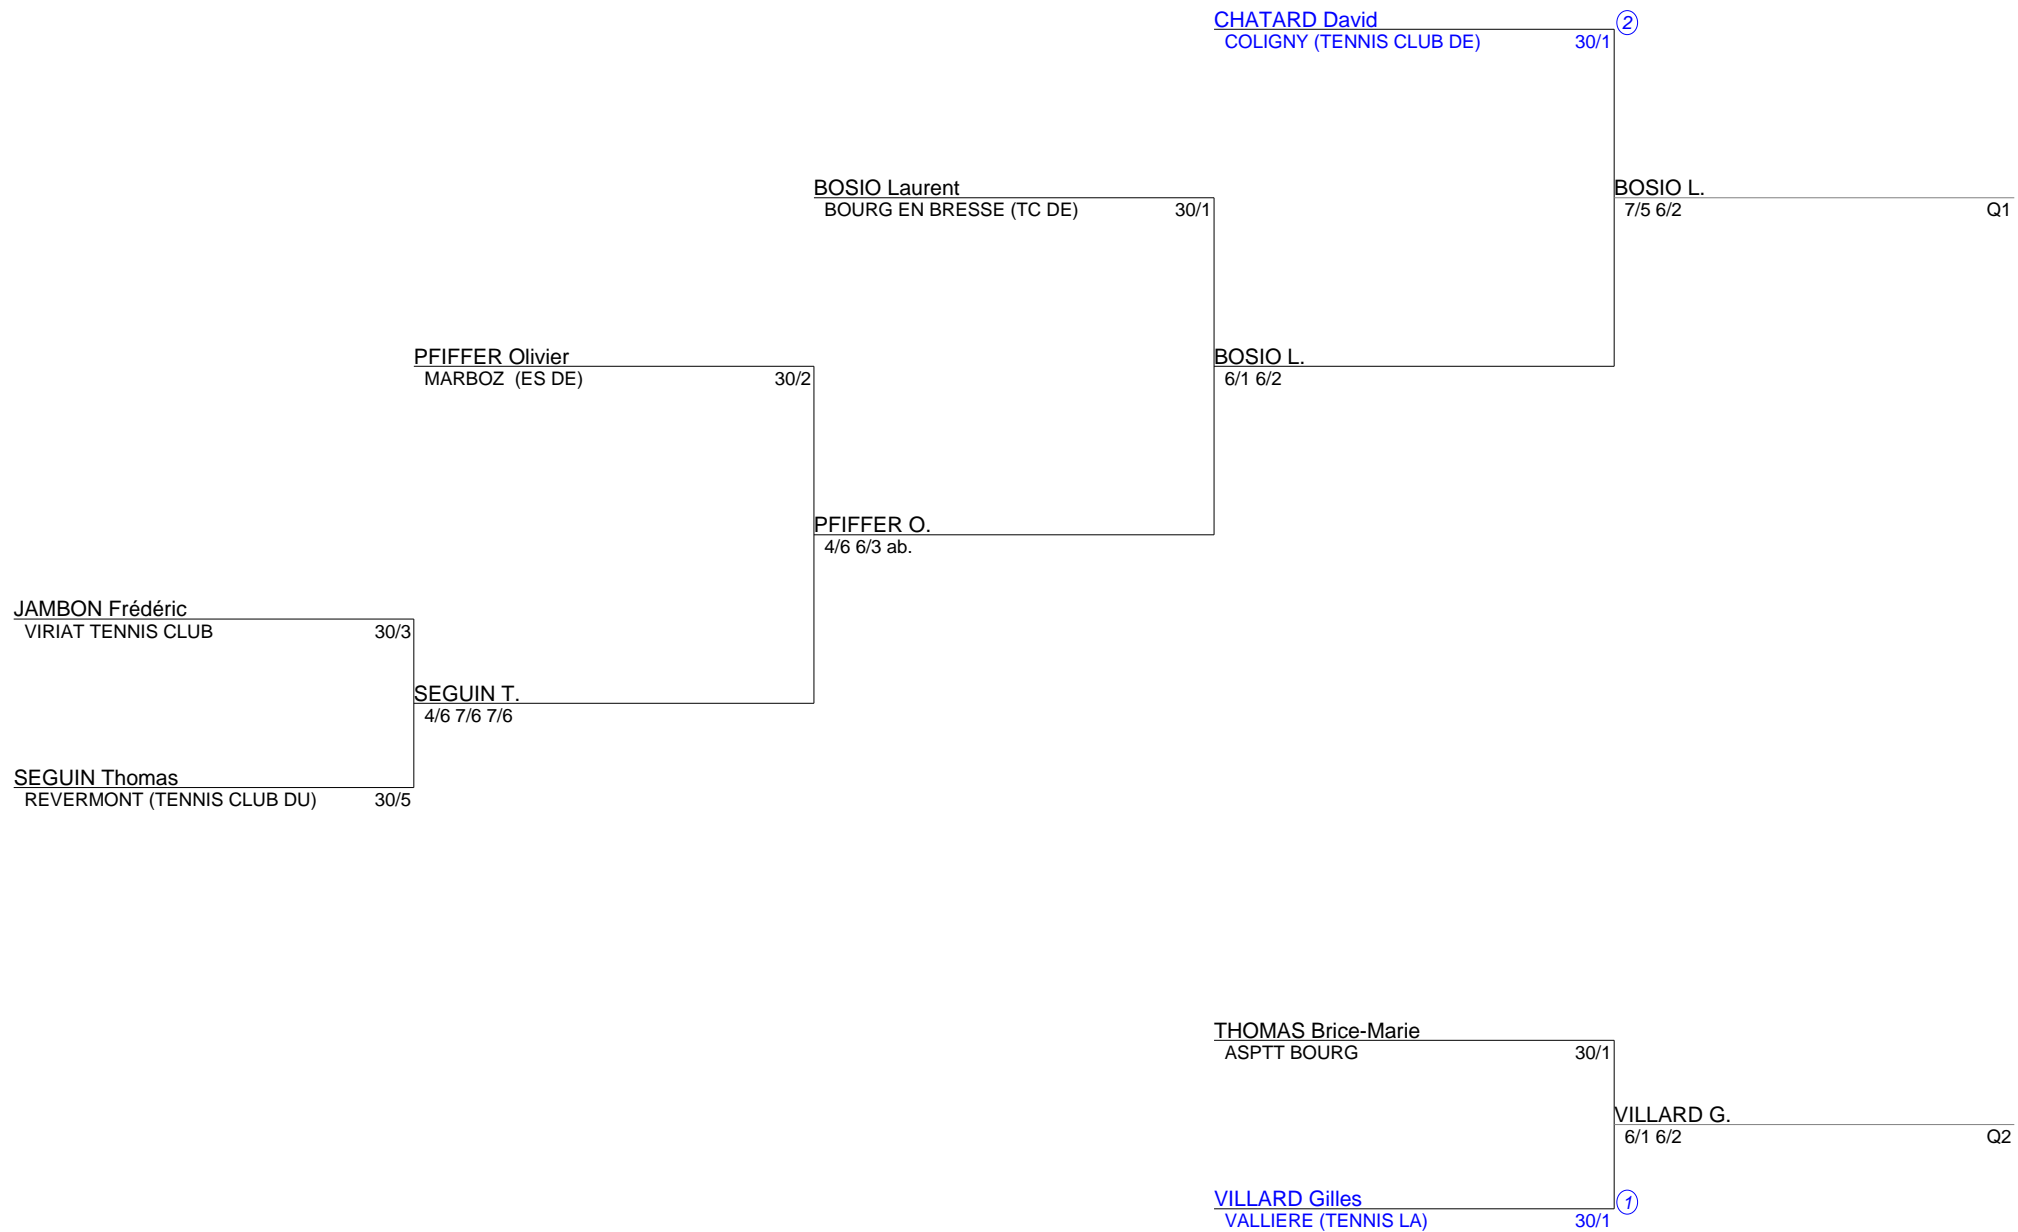 CHATARD David
2
COLIGNY (TENNIS CLUB DE) 30/1
BOSIO Laurent
BOURG EN BRESSE (TC DE) 30/1
BOSIO L.
7/5 6/2 Q1
PFIFFER Olivier
MARBOZ (ES DE) 30/2
BOSIO L.
6/1 6/2
PFIFFER O.
4/6 6/3 ab.
JAMBON Frédéric
VIRIAT TENNIS CLUB 30/3
SEGUIN T.
4/6 7/6 7/6
SEGUIN Thomas
REVERMONT (TENNIS CLUB DU) 30/5
THOMAS Brice-Marie
ASPTT BOURG 30/1
VILLARD G.
6/1 6/2 Q2
VILLARD Gilles
1
VALLIERE (TENNIS LA) 30/1